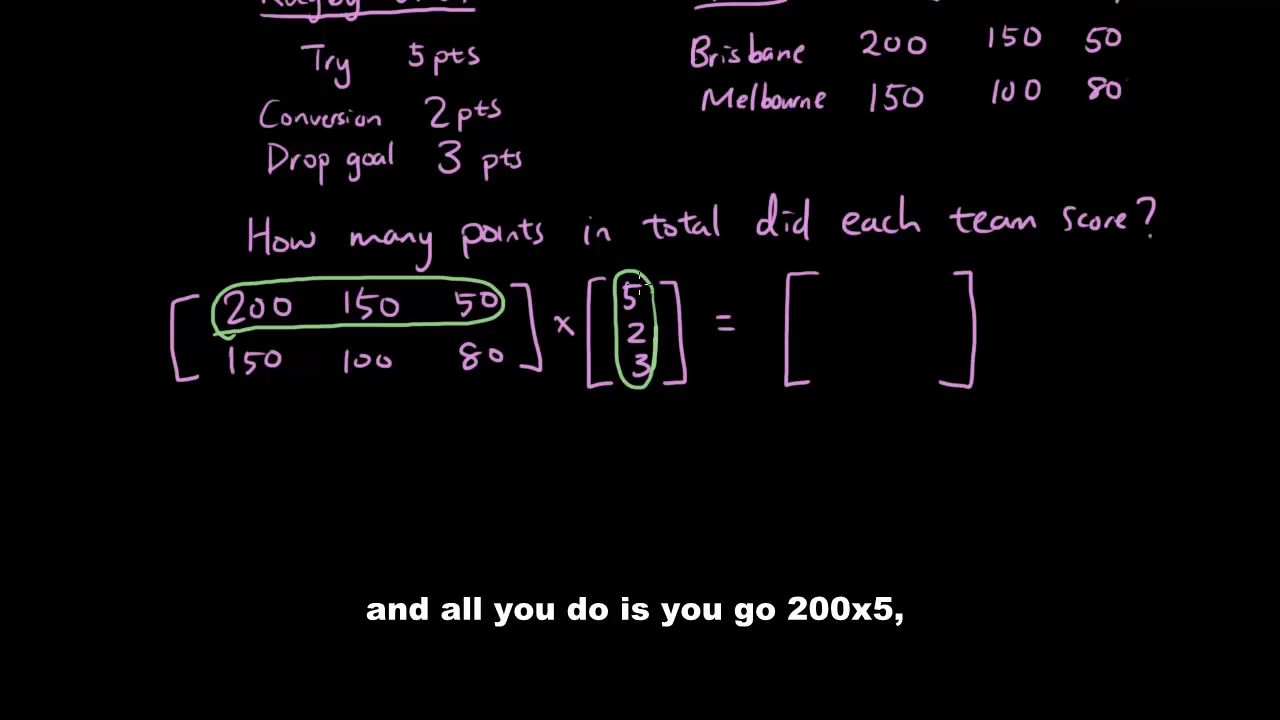 Try 5 pts
Conversion 2 pts
Drop goal 3 pts
Brisbane 200 150 50
Melbourne 150 100 80
How many points in total did each team score?
[200 150 50] × [5] = [ ]
150 100 80 2
3
and all you do is you go 200x5,